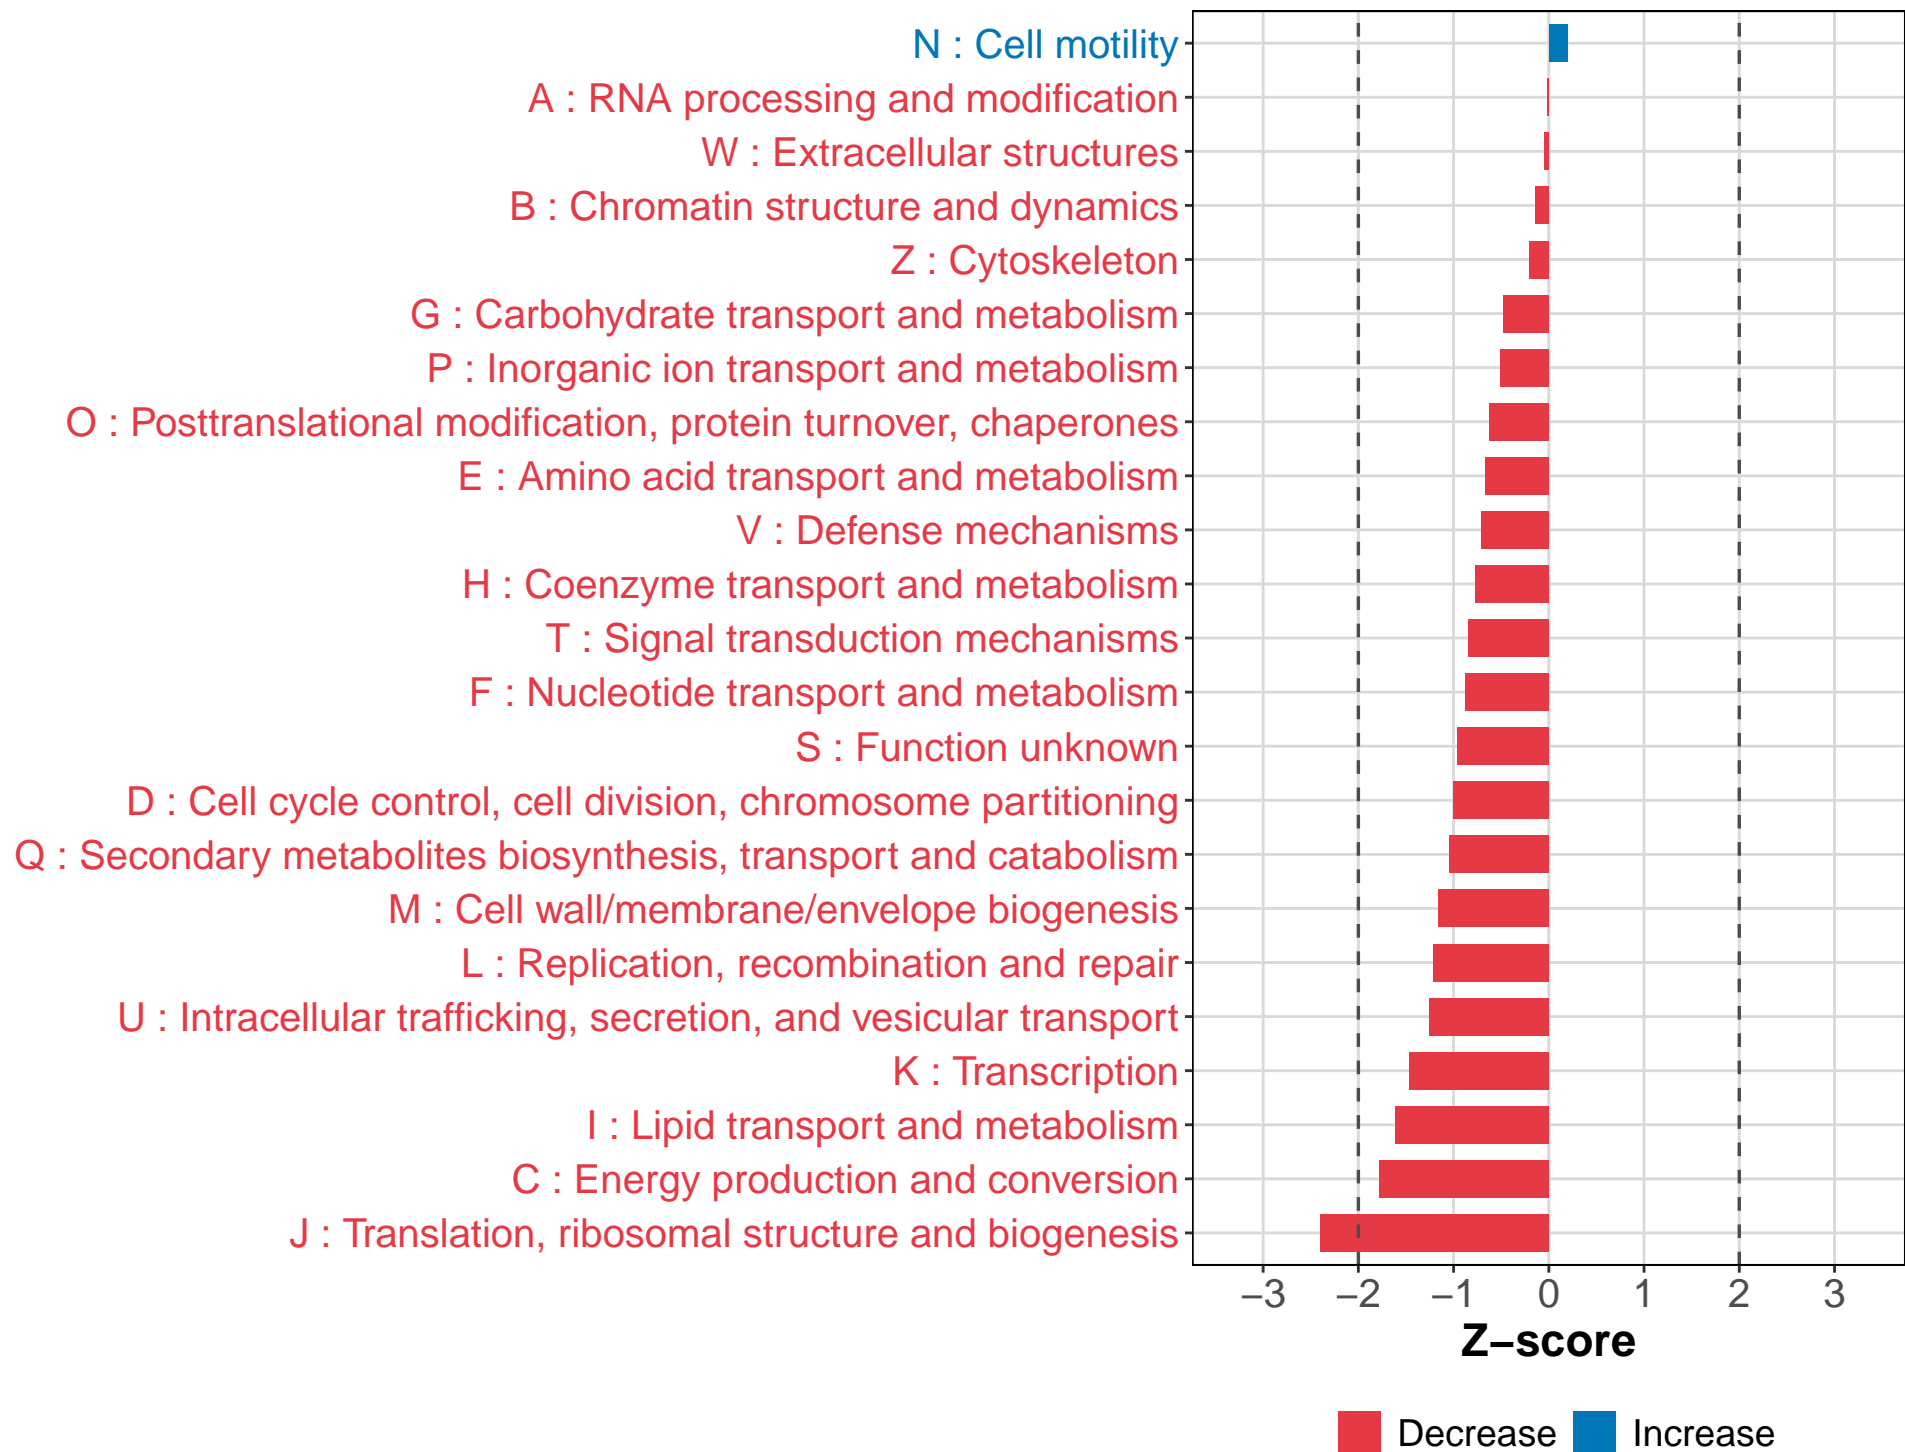 N : Cell motility
A : RNA processing and modification
W : Extracellular structures
B : Chromatin structure and dynamics
Z : Cytoskeleton
G : Carbohydrate transport and metabolism
P : Inorganic ion transport and metabolism
O : Posttranslational modification, protein turnover, chaperones
E : Amino acid transport and metabolism
V : Defense mechanisms
H : Coenzyme transport and metabolism
T : Signal transduction mechanisms
F : Nucleotide transport and metabolism
S : Function unknown
D : Cell cycle control, cell division, chromosome partitioning
Q : Secondary metabolites biosynthesis, transport and catabolism
M : Cell wall/membrane/envelope biogenesis
L : Replication, recombination and repair
U : Intracellular trafficking, secretion, and vesicular transport
K : Transcription
I : Lipid transport and metabolism
C : Energy production and conversion
J : Translation, ribosomal structure and biogenesis
−3 −2 −1 0 1 2 3
Z−score
Decrease Increase